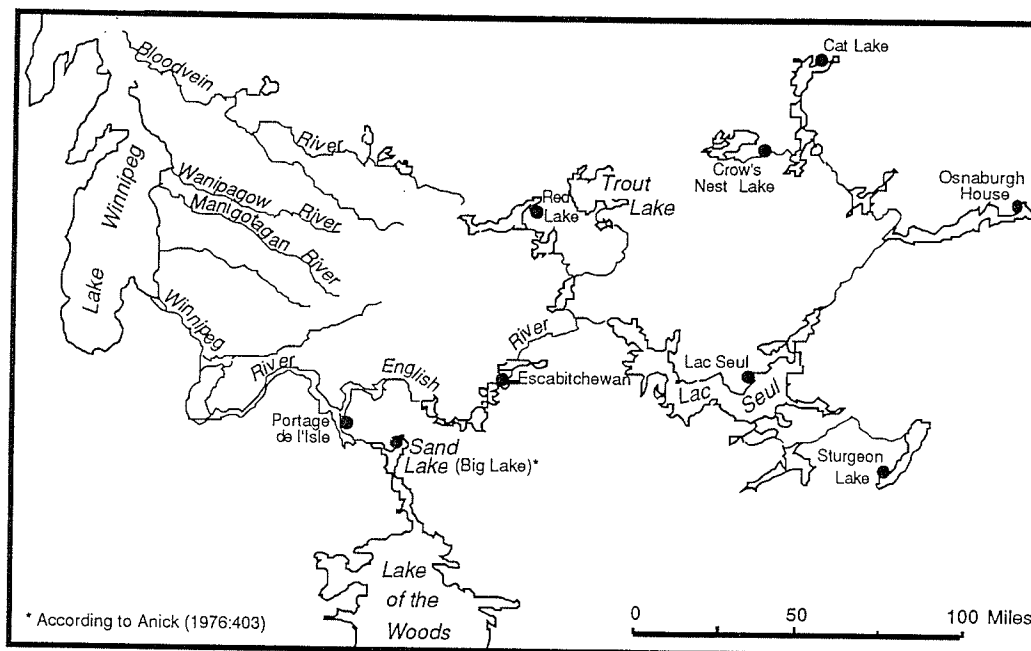 Cat Lake
Bloodvein
River
Crow's
Nest Lake
Osnaburgh
House
Trout
Lake
Red
Lake
Wanipagow
River
Manigotagan River
Lake Winnipeg
Winnipeg
River
English
River
Escabitchewan
Lac Seul
Lac Seul
Portage
de l'Isle
Sand
Lake (Big Lake)*
Sturgeon
Lake
Lake
of the
Woods
* According to Anick (1976:403)
0 50 100 Miles